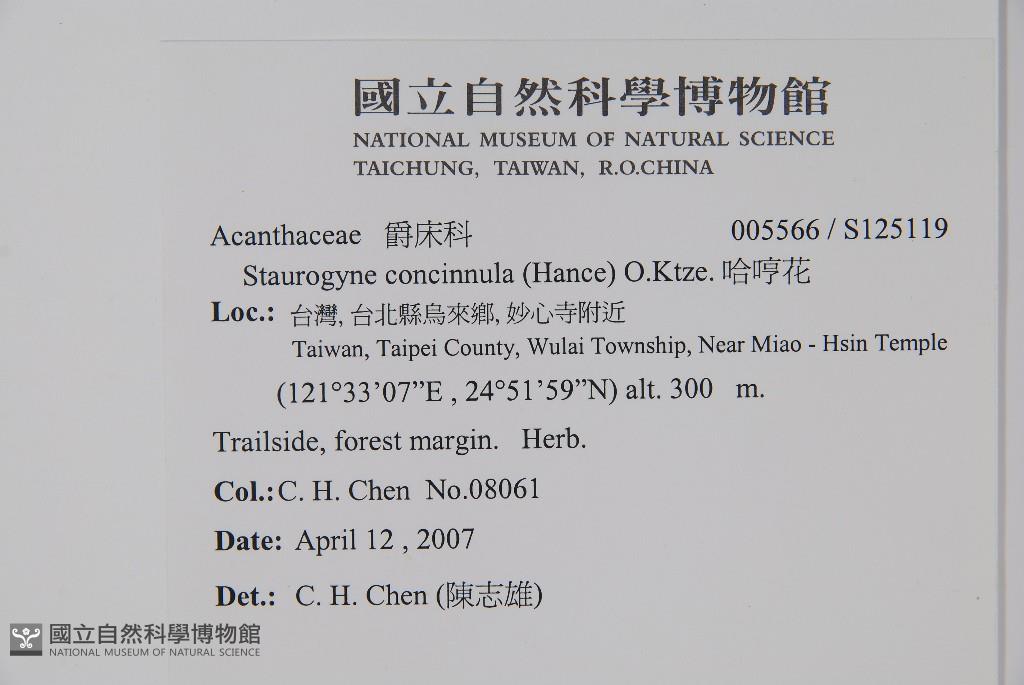 國立自然科學博物館
NATIONAL MUSEUM OF NATURAL SCIENCE
TAICHUNG, TAIWAN, R.O.CHINA
Acanthaceae 爵床科 005566 / S125119
Staurogyne concinnula (Hance) O.Ktze. 哈哼花
Loc.: 台灣, 台北縣烏來鄉, 妙心寺附近
Taiwan, Taipei County, Wulai Township, Near Miao - Hsin Temple
(121°33’07”E , 24°51’59”N) alt. 300 m.
Trailside, forest margin. Herb.
Col.: C. H. Chen No.08061
Date: April 12 , 2007
Det.: C. H. Chen (陳志雄)
國立自然科學博物館
NATIONAL MUSEUM OF NATURAL SCIENCE